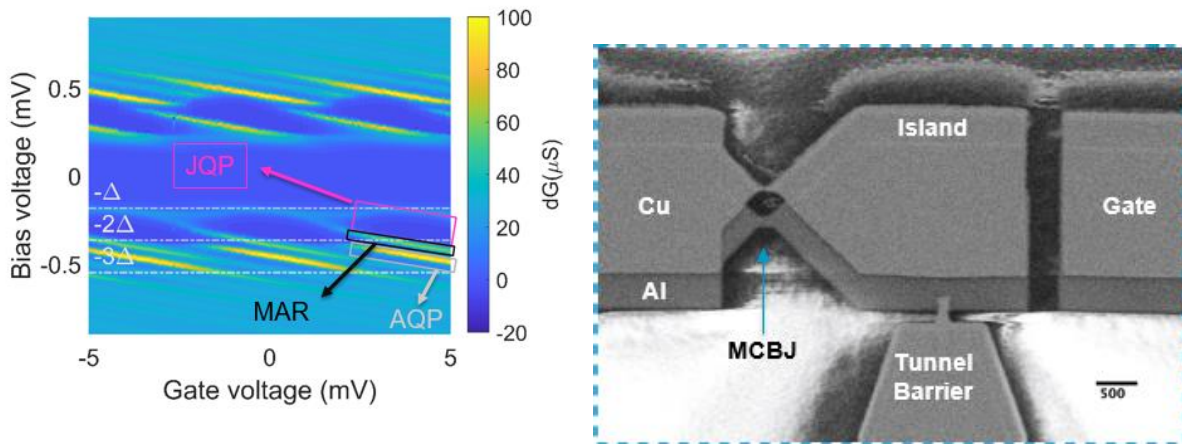 100
80
60
40
20
0
-20
dG(μS)
0.5
0
-0.5
Bias voltage (mV)
-5
0
5
Gate voltage (mV)
JQP
-Δ
-2Δ
-3Δ
MAR
AQP
Island
Cu
Gate
Al
MCBJ
Tunnel
Barrier
500